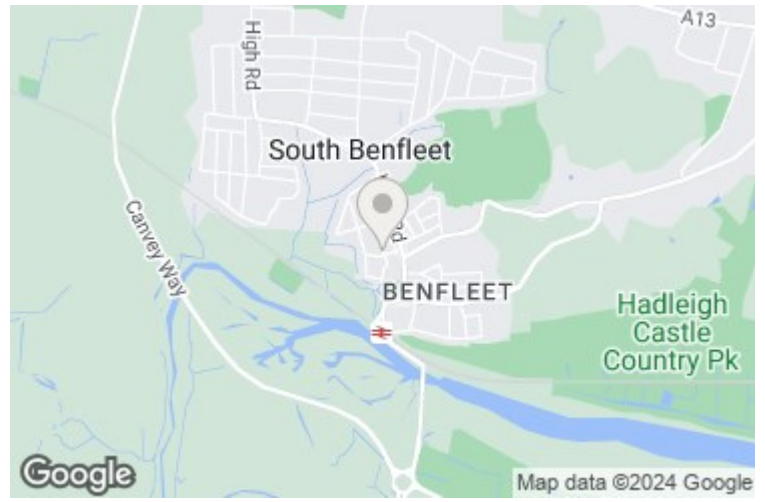 A13
High Rd
South Benfleet
Canvey Way
BENFLEET
Hadleigh
Castle
Country Pk
Google
Map data ©2024 Google